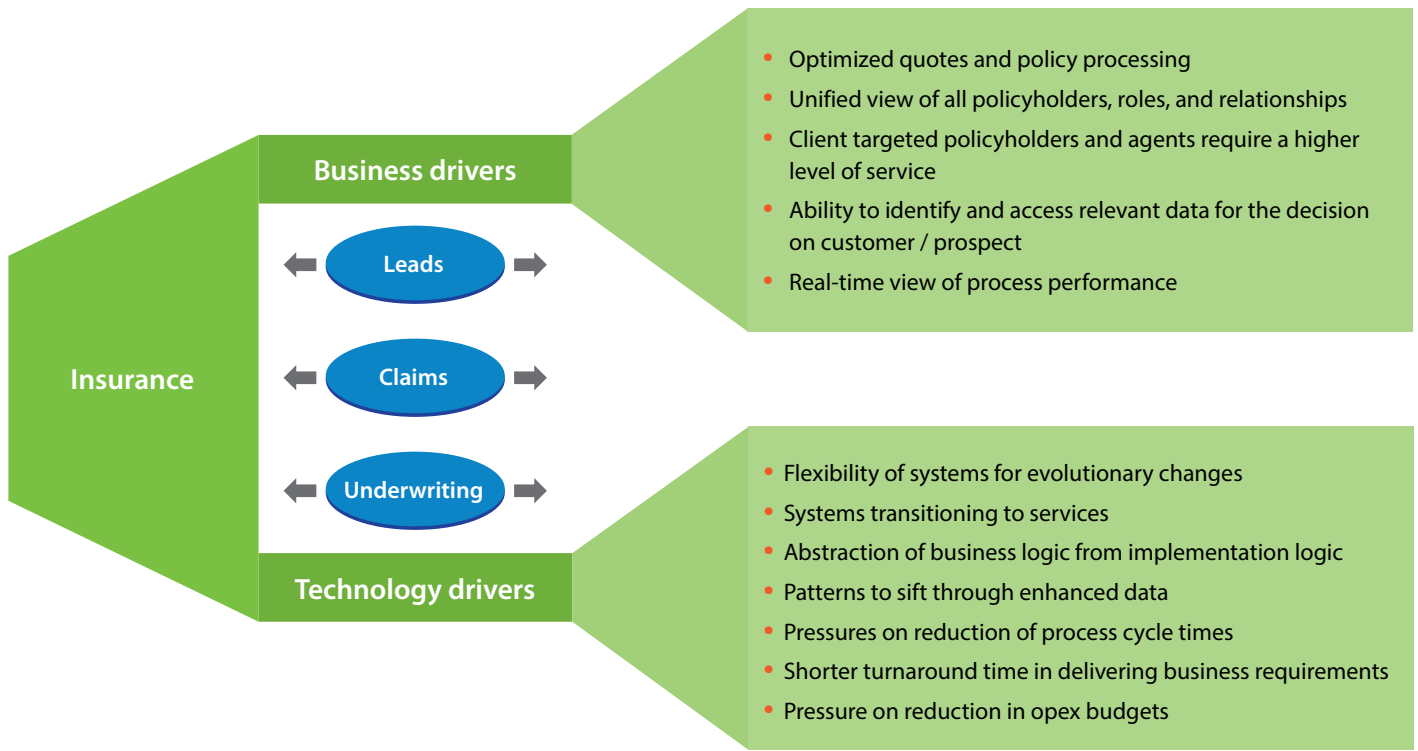 Insurance
Business drivers
Leads
Claims
Underwriting
Technology drivers
• Optimized quotes and policy processing
• Unified view of all policyholders, roles, and relationships
• Client targeted policyholders and agents require a higher
level of service
• Ability to identify and access relevant data for the decision
on customer / prospect
• Real-time view of process performance
• Flexibility of systems for evolutionary changes
• Systems transitioning to services
• Abstraction of business logic from implementation logic
• Patterns to sift through enhanced data
• Pressures on reduction of process cycle times
• Shorter turnaround time in delivering business requirements
• Pressure on reduction in opex budgets